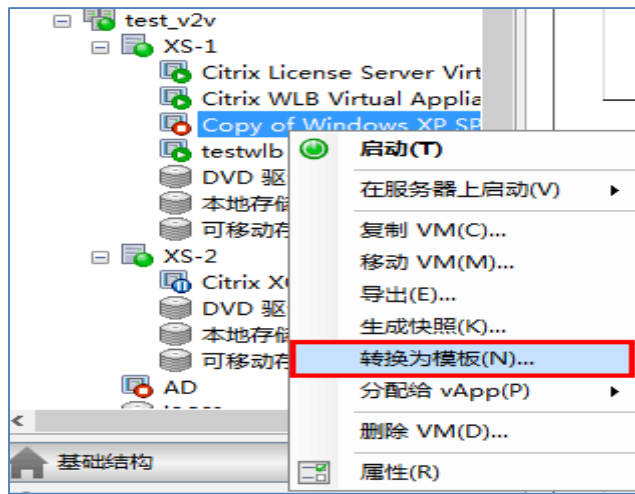 test_v2v
XS-1
Citrix License Server Virt
Citrix WLB Virtual Applia
Copy of Windows XP SP
testwlb
DVD 驱
本地存储
可移动存
XS-2
Citrix X
DVD 驱
本地存储
可移动存
AD
基础结构
启动(T)
在服务器上启动(V)
复制 VM(C)...
移动 VM(M)...
导出(E)...
生成快照(K)...
转换为模板(N)...
分配给 vApp(P)
删除 VM(D)...
属性(R)